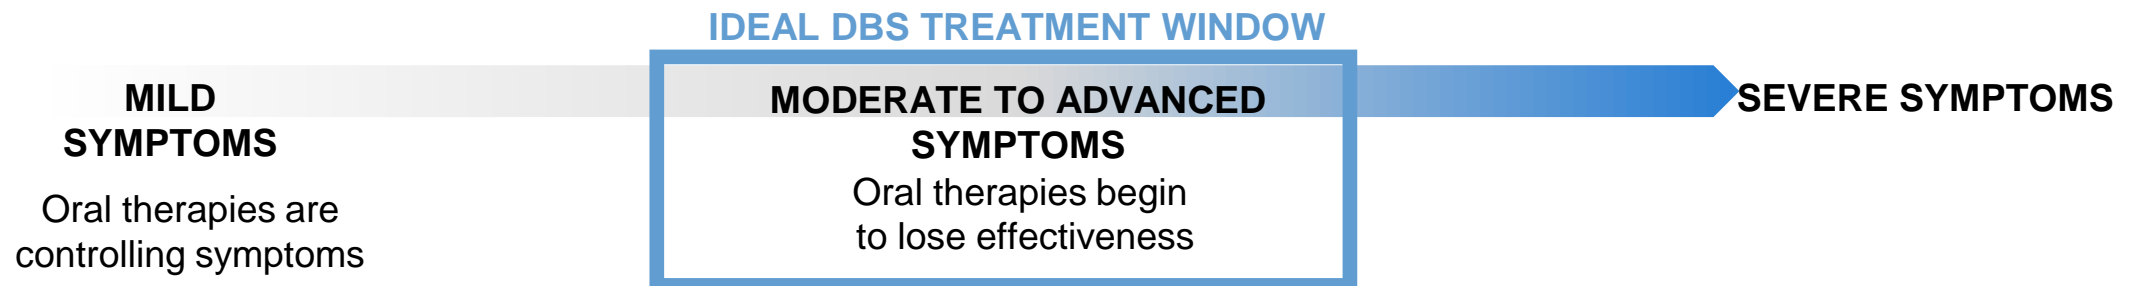 IDEAL DBS TREATMENT WINDOW
MILD
SYMPTOMS
Oral therapies are
controlling symptoms
MODERATE TO ADVANCED
SYMPTOMS
Oral therapies begin
to lose effectiveness
SEVERE SYMPTOMS